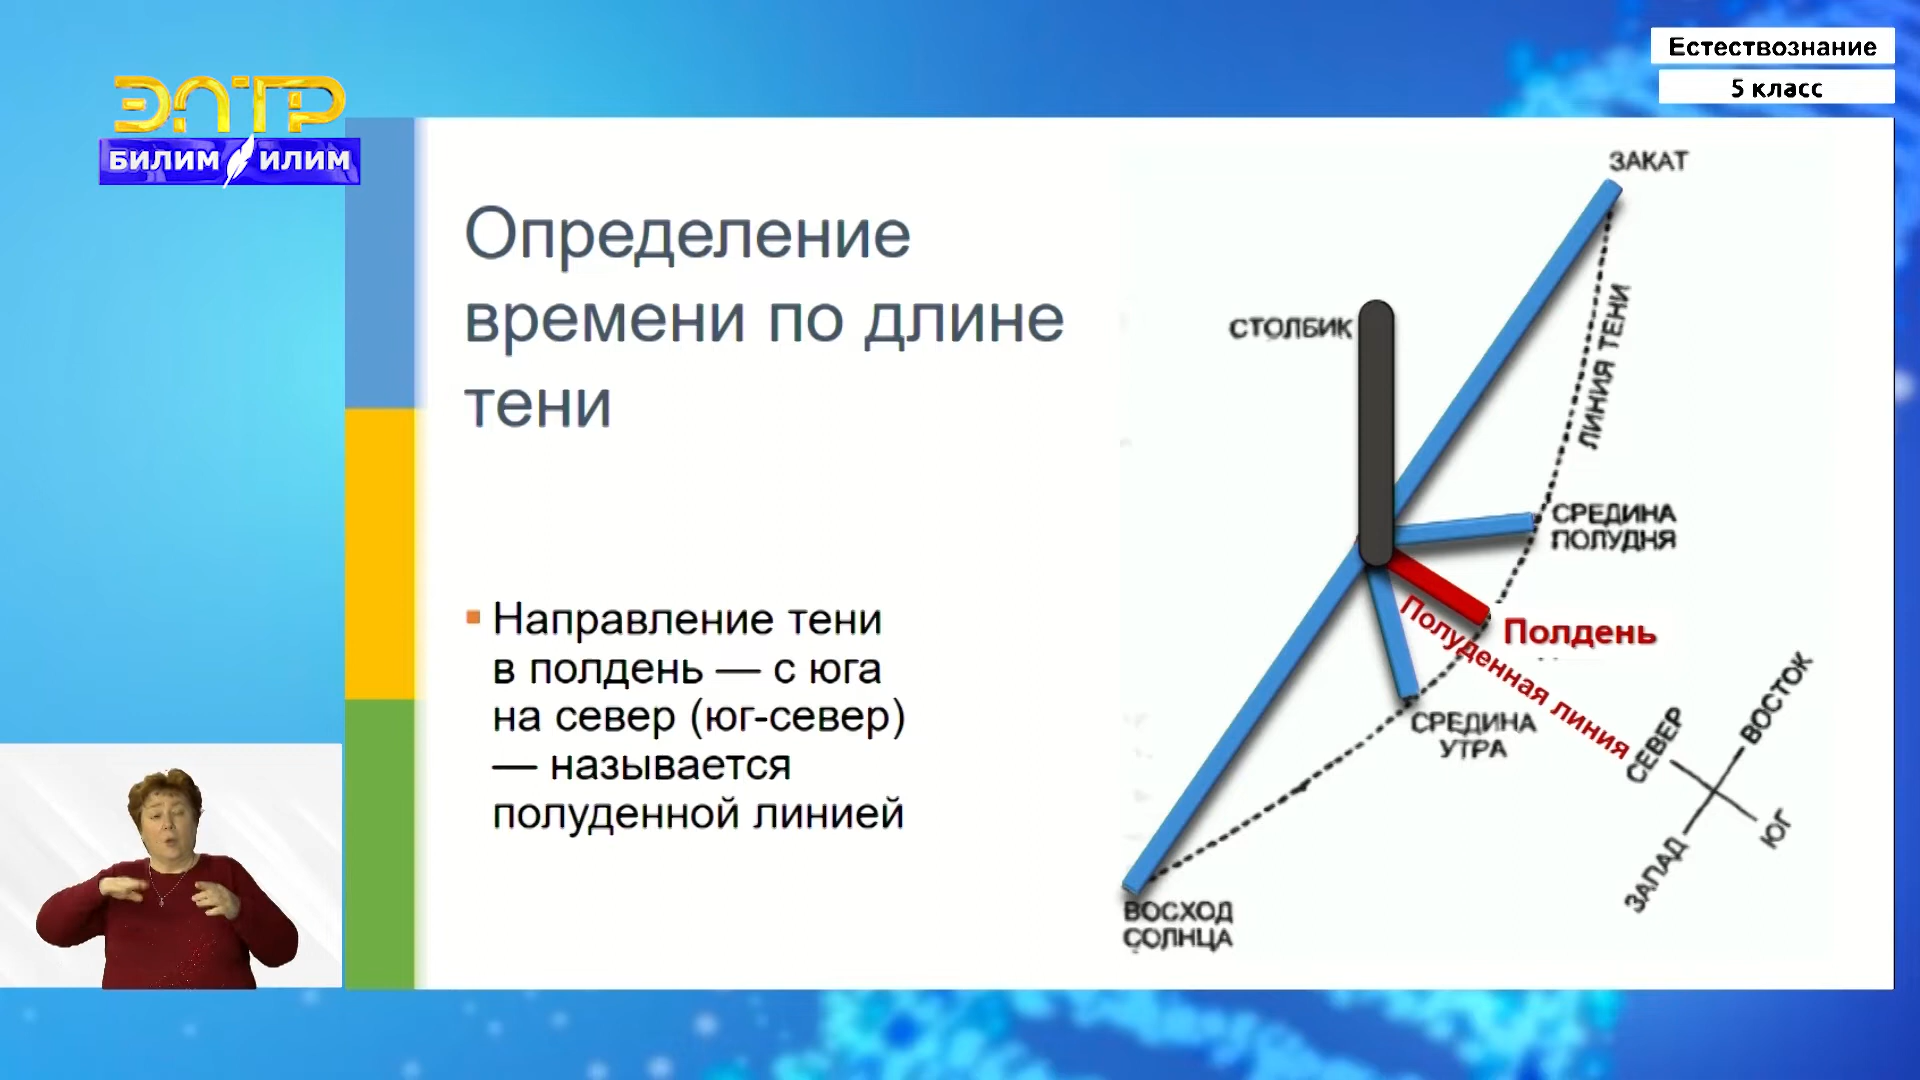 Естествознание
5 класс
ЭЛТР
БИЛИМ ИЛИМ
Определение
времени по длине
тени
Направление тени
в полдень — с юга
на север (юг-север)
— называется
полуденной линией
ЗАКАТ
СТОЛБИК
ЛИНИЯ ТЕНИ
СРЕДИНА
ПОЛУДНЯ
Полдень
Полуденная линия
СРЕДИНА
УТРА
СЕВЕР
ВОСТОК
ЗАПАД
ЮГ
ВОСХОД
СОЛНЦА